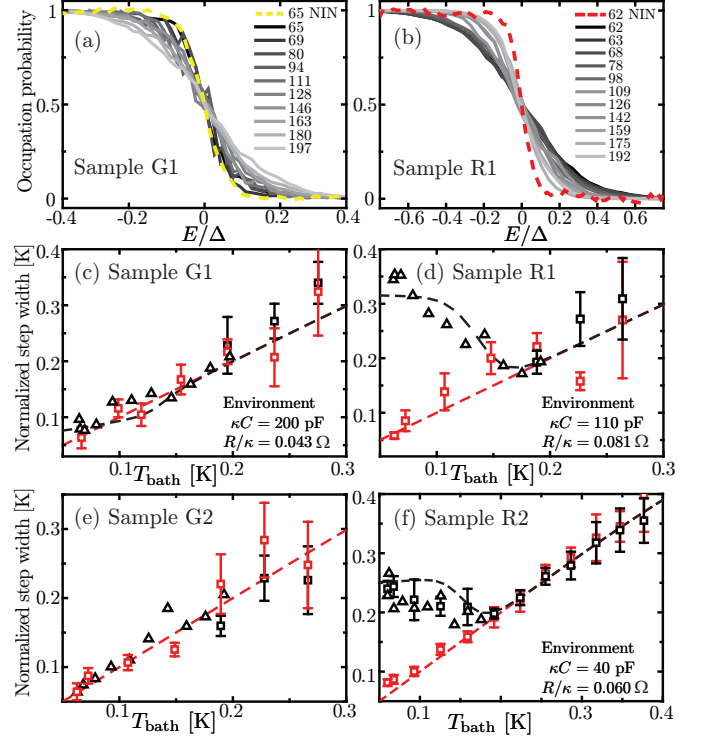 1
0.5
0
Occupation probability
(a)
Sample G1
65 NIN
65
69
80
94
111
128
146
163
180
197
-0.4
-0.2
0
0.2
0.4
E/Δ
1
0.5
0
(b)
Sample R1
62 NIN
62
63
68
78
98
109
126
142
159
175
192
-0.6
-0.4
-0.2
0
0.2
0.4
0.6
E/Δ
Normalized step width [K]
0.4
0.3
0.2
0.1
(c) Sample G1
Environment
κC = 200 pF
R/κ = 0.043 Ω
0.1
0.2
0.3
T_bath [K]
0.4
0.3
0.2
0.1
(d) Sample R1
Environment
κC = 110 pF
R/κ = 0.081 Ω
0.1
0.2
0.3
T_bath [K]
Normalized step width [K]
0.3
0.2
0.1
(e) Sample G2
0.1
0.2
0.3
T_bath [K]
0.4
0.3
0.2
0.1
(f) Sample R2
Environment
κC = 40 pF
R/κ = 0.060 Ω
0.1
0.2
0.3
0.4
T_bath [K]